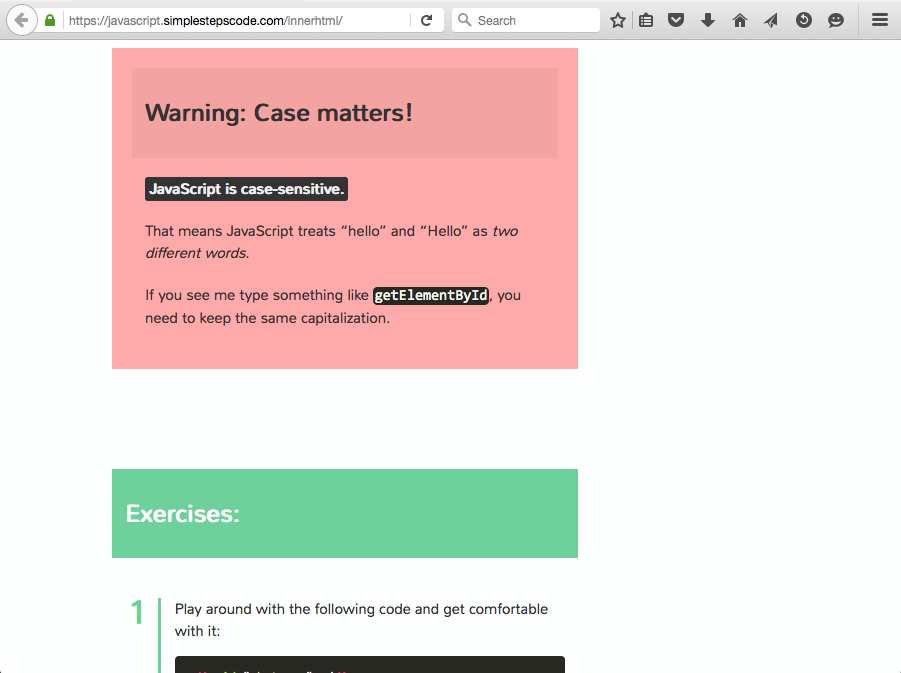 https://javascript.simplestepscode.com/innerhtml/
Search
Warning: Case matters!
JavaScript is case-sensitive.
That means JavaScript treats “hello” and “Hello” as two
different words.
If you see me type something like getElementById, you
need to keep the same capitalization.
Exercises:
1
Play around with the following code and get comfortable
with it: